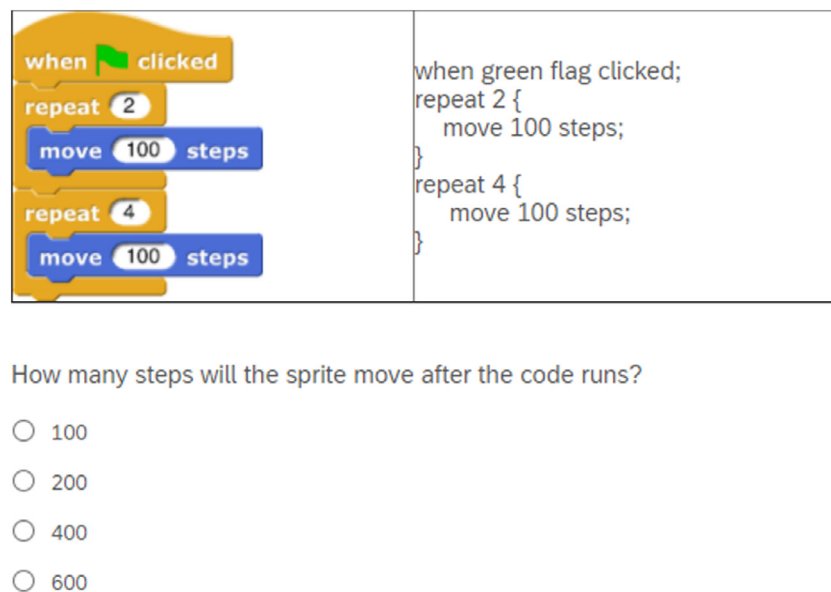 when clicked
repeat 2
move 100 steps
repeat 4
move 100 steps
when green flag clicked;
repeat 2 {
move 100 steps;
}
repeat 4 {
move 100 steps;
}
How many steps will the sprite move after the code runs?
100
200
400
600